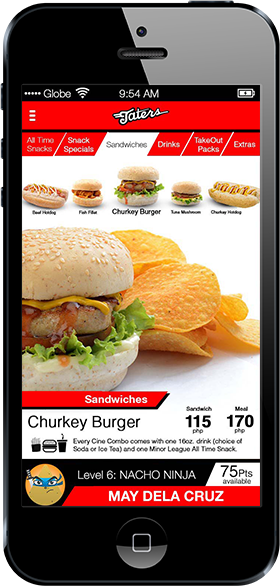 Globe 9:54 AM
Taters
All Time Snacks
Snack Specials
Sandwiches
Drinks
TakeOut Packs
Extras
Beef Hotdog
Fish Fillet
Churkey Burger
Tuna Mushroom
Churkey Hotdog
Sandwiches
Churkey Burger
Sandwich
115
php
Meal
170
php
Every Cine Combo comes with one 16oz. drink (choice of
Soda or Ice Tea) and one Minor League All Time Snack.
Level 6: NACHO NINJA
75Pts
available
MAY DELA CRUZ